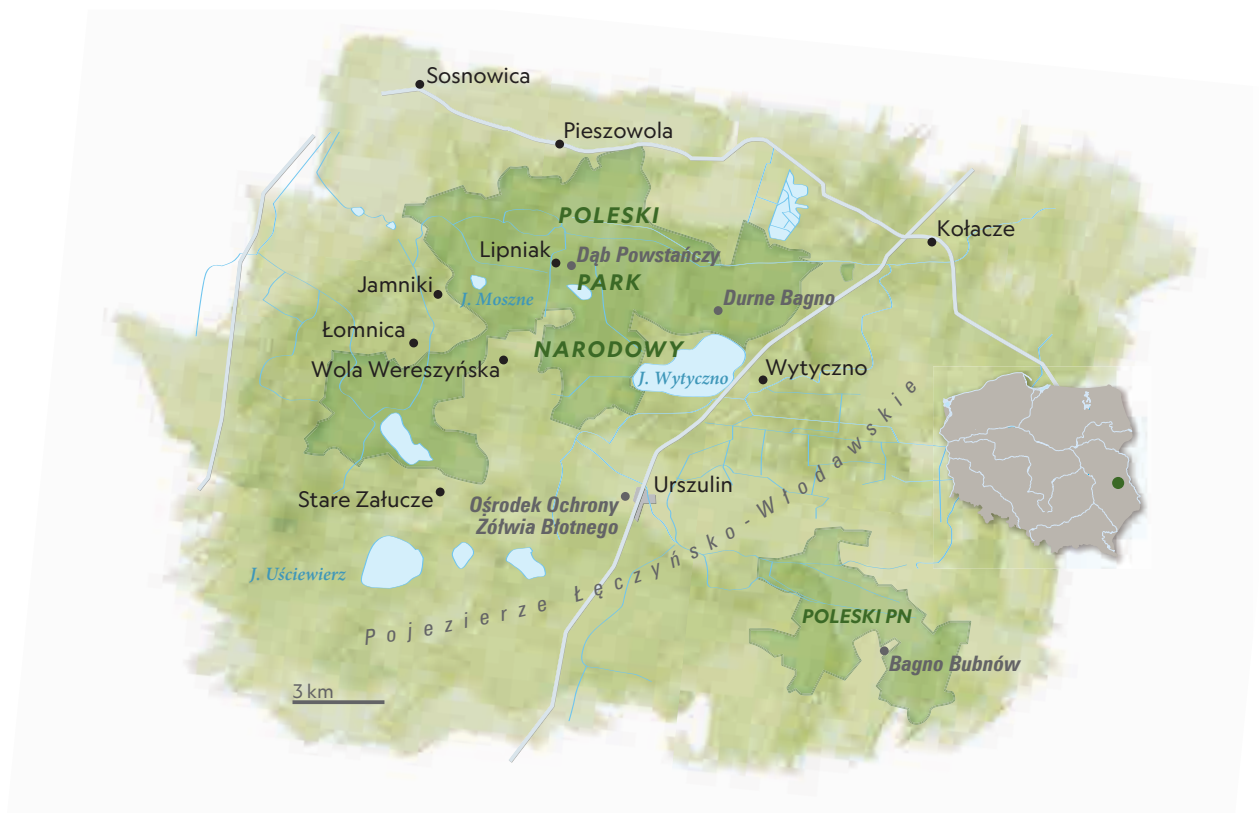 Sosnowica
Pieszowola
POLESKI
Kołacze
Lipniak
Dąb Powstańczy
Jamniki
J. Moszne
PARK
Durne Bagno
Łomnica
NARODOWY
Wola Wereszyńska
J. Wytyczno
Wytyczno
Stare Załucze
Urszulin
Ośrodek Ochrony
Żółwia Błotnego
J. Uściewierz
Pojezierze Łęczyńsko-Włodawskie
POLESKI PN
Bagno Bubnów
3 km